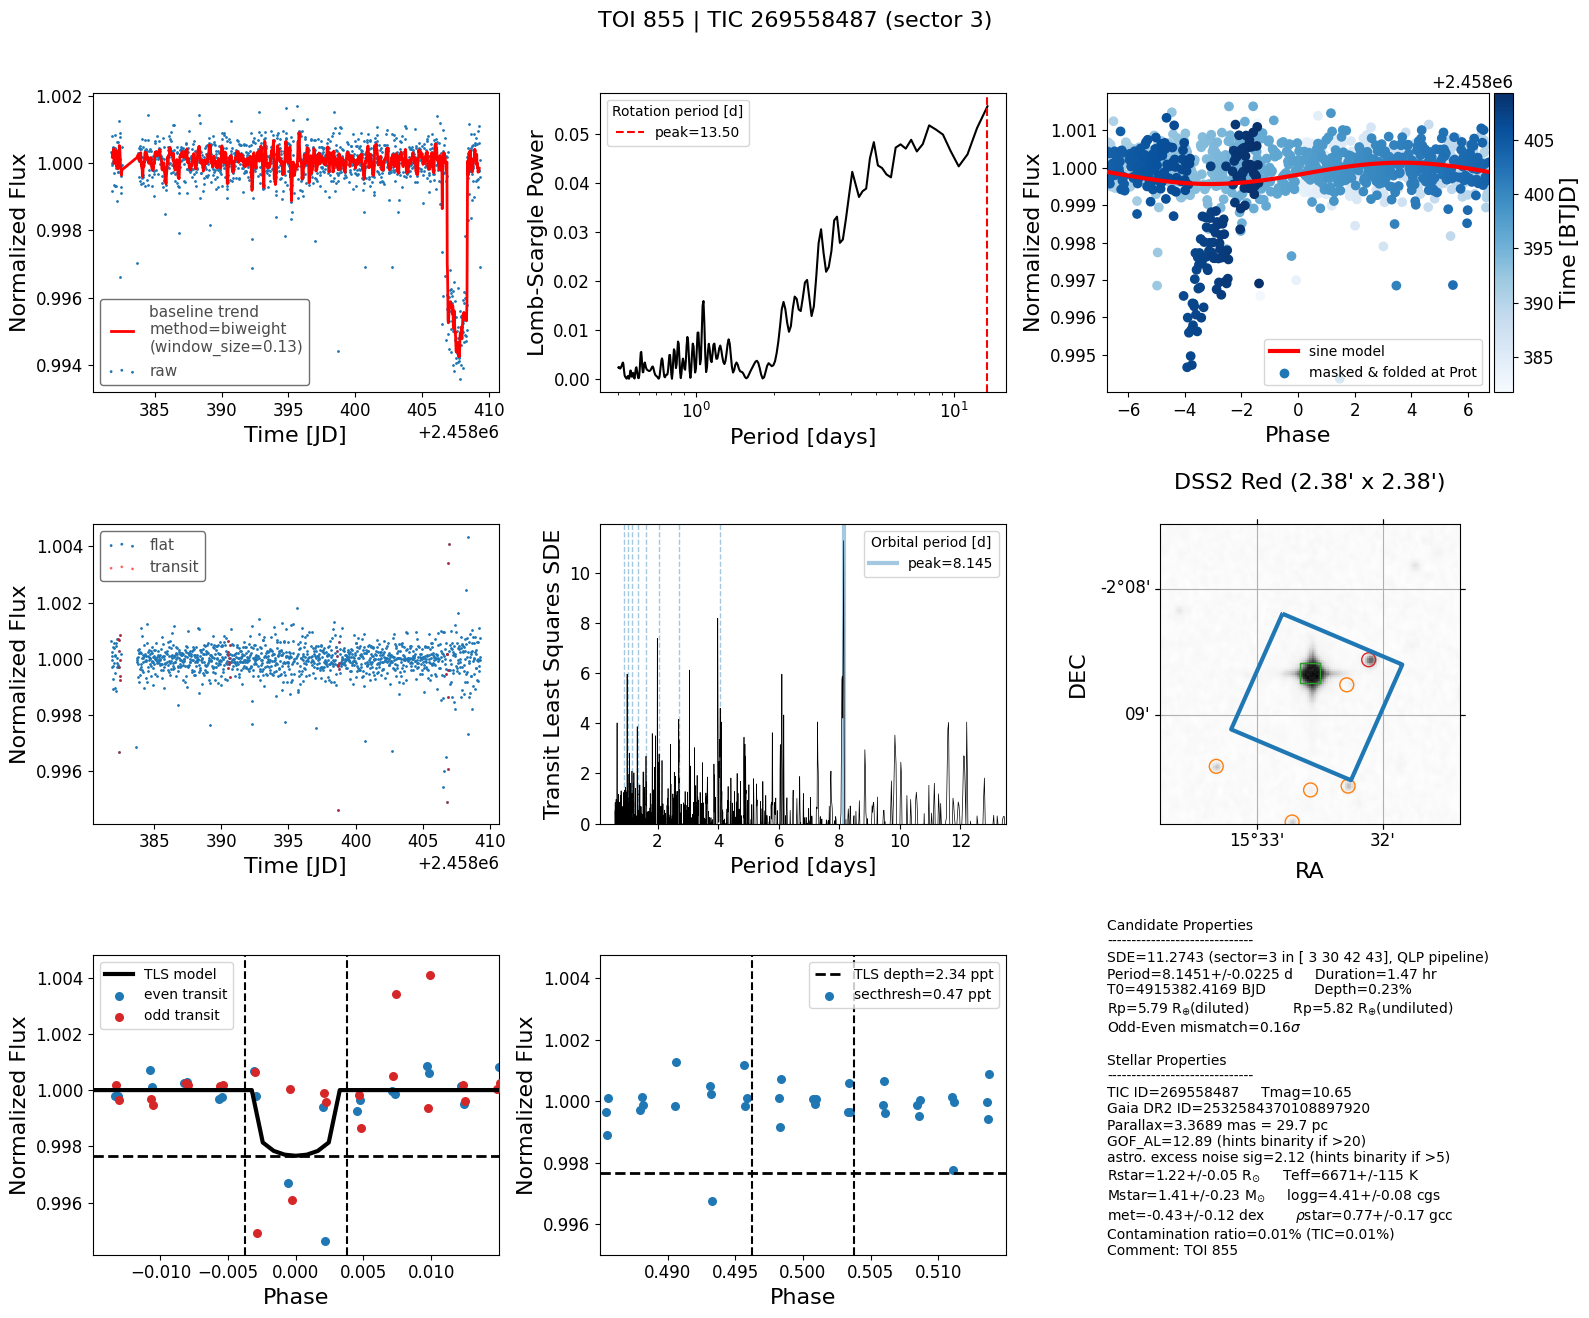 TOI 855 | TIC 269558487 (sector 3)
Normalized Flux
1.002
1.000
0.998
0.996
0.994
baseline trend
method=biweight
(window_size=0.13)
raw
385 390 395 400 405 410
Time [JD]
+2.458e6
Lomb-Scargle Power
0.05
0.04
0.03
0.02
0.01
0.00
Rotation period [d]
peak=13.50
10⁰ 10¹
Period [days]
+2.458e6
Normalized Flux
1.001
1.000
0.999
0.998
0.997
0.996
0.995
sine model
masked & folded at Prot
−6 −4 −2 0 2 4 6
Phase
405
400
395
390
385
Time [BTJD]
Normalized Flux
1.004
1.002
1.000
0.998
0.996
flat
transit
385 390 395 400 405 410
Time [JD]
+2.458e6
Transit Least Squares SDE
10
8
6
4
2
0
Orbital period [d]
peak=8.145
2 4 6 8 10 12
Period [days]
DSS2 Red (2.38' x 2.38')
DEC
-2°08'
09'
15°33' 32'
RA
Normalized Flux
1.004
1.002
1.000
0.998
0.996
TLS model
even transit
odd transit
−0.010 −0.005 0.000 0.005 0.010
Phase
Normalized Flux
1.004
1.002
1.000
0.998
0.996
TLS depth=2.34 ppt
secthresh=0.47 ppt
0.490 0.495 0.500 0.505 0.510
Phase
Candidate Properties
------------------------------
SDE=11.2743 (sector=3 in [ 3 30 42 43], QLP pipeline)
Period=8.1451+/-0.0225 d Duration=1.47 hr
T0=4915382.4169 BJD Depth=0.23%
Rp=5.79 R⊕(diluted) Rp=5.82 R⊕(undiluted)
Odd-Even mismatch=0.16σ
Stellar Properties
------------------------------
TIC ID=269558487 Tmag=10.65
Gaia DR2 ID=2532584370108897920
Parallax=3.3689 mas = 29.7 pc
GOF_AL=12.89 (hints binarity if >20)
astro. excess noise sig=2.12 (hints binarity if >5)
Rstar=1.22+/-0.05 R⊙ Teff=6671+/-115 K
Mstar=1.41+/-0.23 M⊙ logg=4.41+/-0.08 cgs
met=-0.43+/-0.12 dex ρstar=0.77+/-0.17 gcc
Contamination ratio=0.01% (TIC=0.01%)
Comment: TOI 855